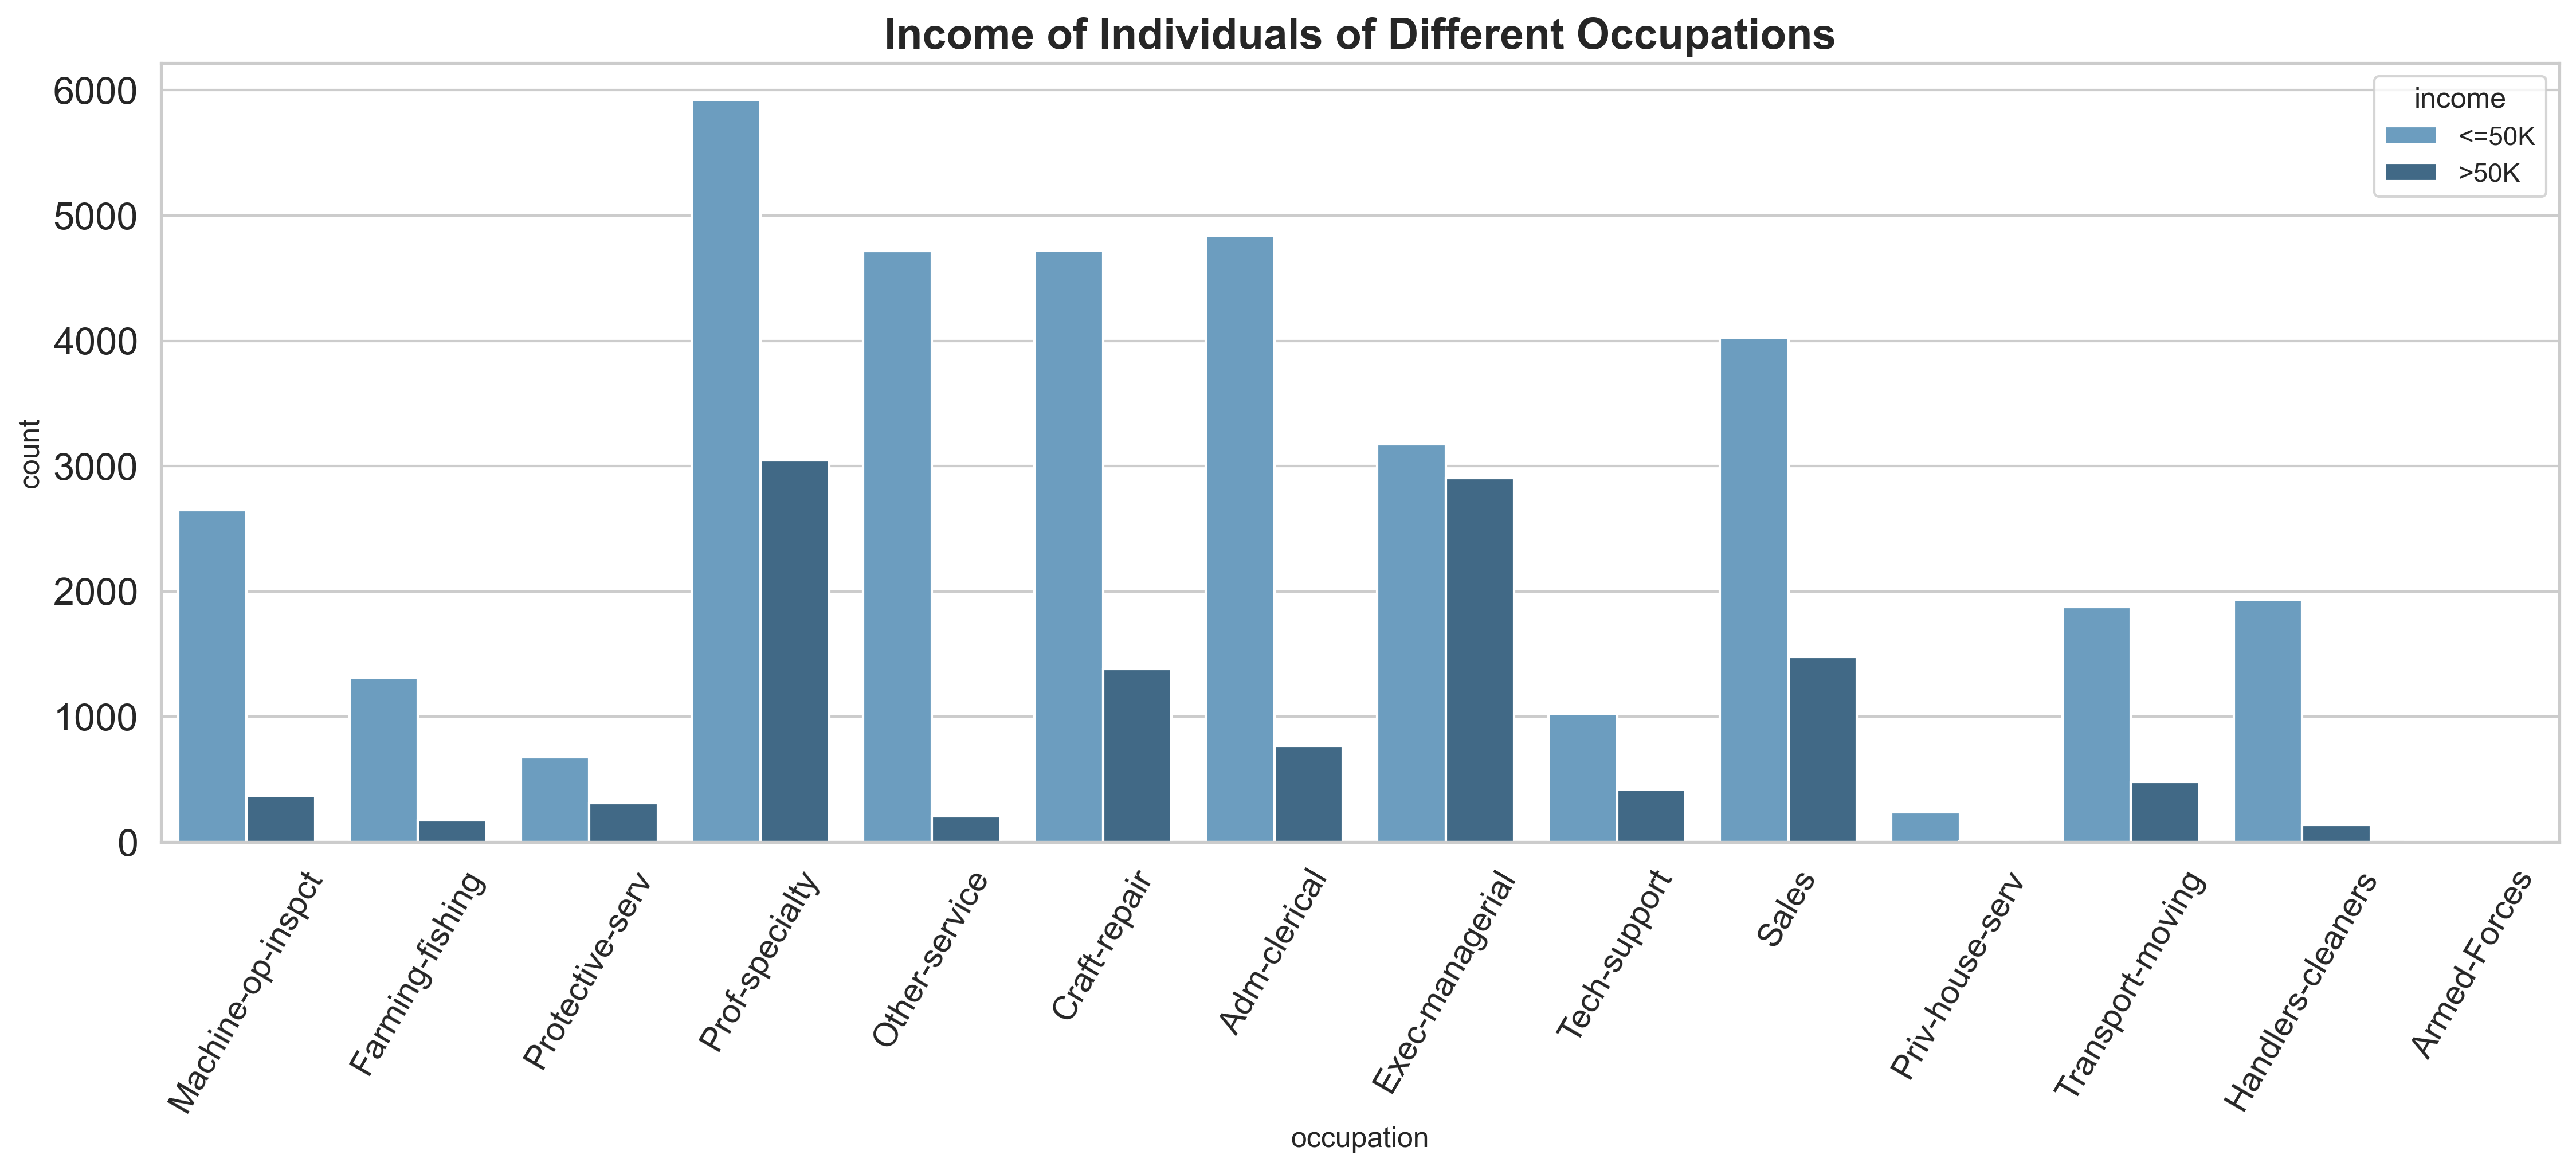 Income of Individuals of Different Occupations
income
<=50K
>50K
6000
5000
4000
3000
2000
1000
0
count
Machine-op-inspct
Farming-fishing
Protective-serv
Prof-specialty
Other-service
Craft-repair
Adm-clerical
Exec-managerial
Tech-support
Sales
Priv-house-serv
Transport-moving
Handlers-cleaners
Armed-Forces
occupation